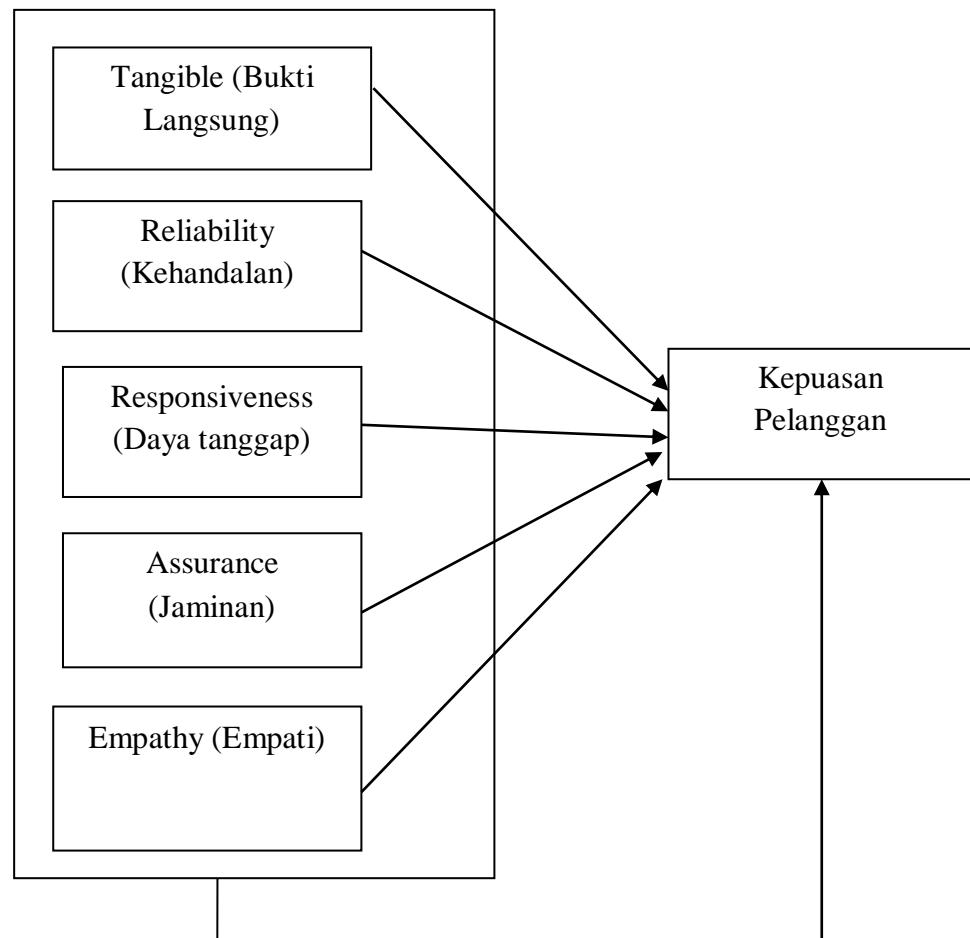 Tangible (Bukti
Langsung)
Reliability
(Kehandalan)
Responsiveness
(Daya tanggap)
Assurance
(Jaminan)
Empathy (Empati)
Kepuasan
Pelanggan